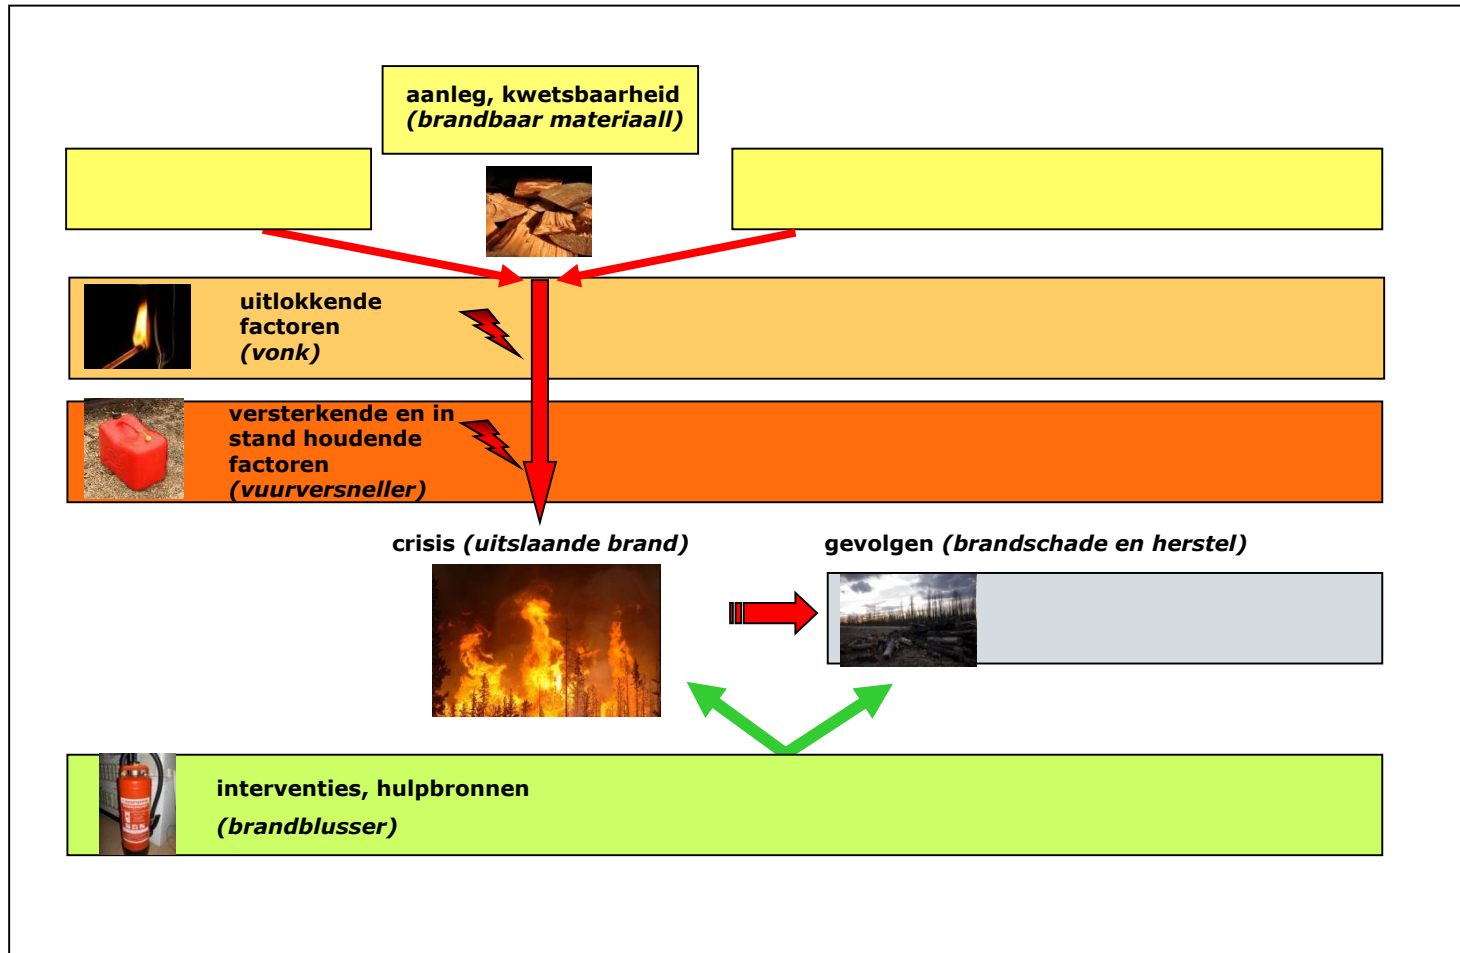 aanleg, kwetsbaarheid
(brandbaar materiaall)
uitlokkende
factoren
(vonk)
versterkende en in
stand houdende
factoren
(vuurversneller)
crisis (uitslaande brand)
gevolgen (brandschade en herstel)
interventies, hulpbronnen
(brandblusser)